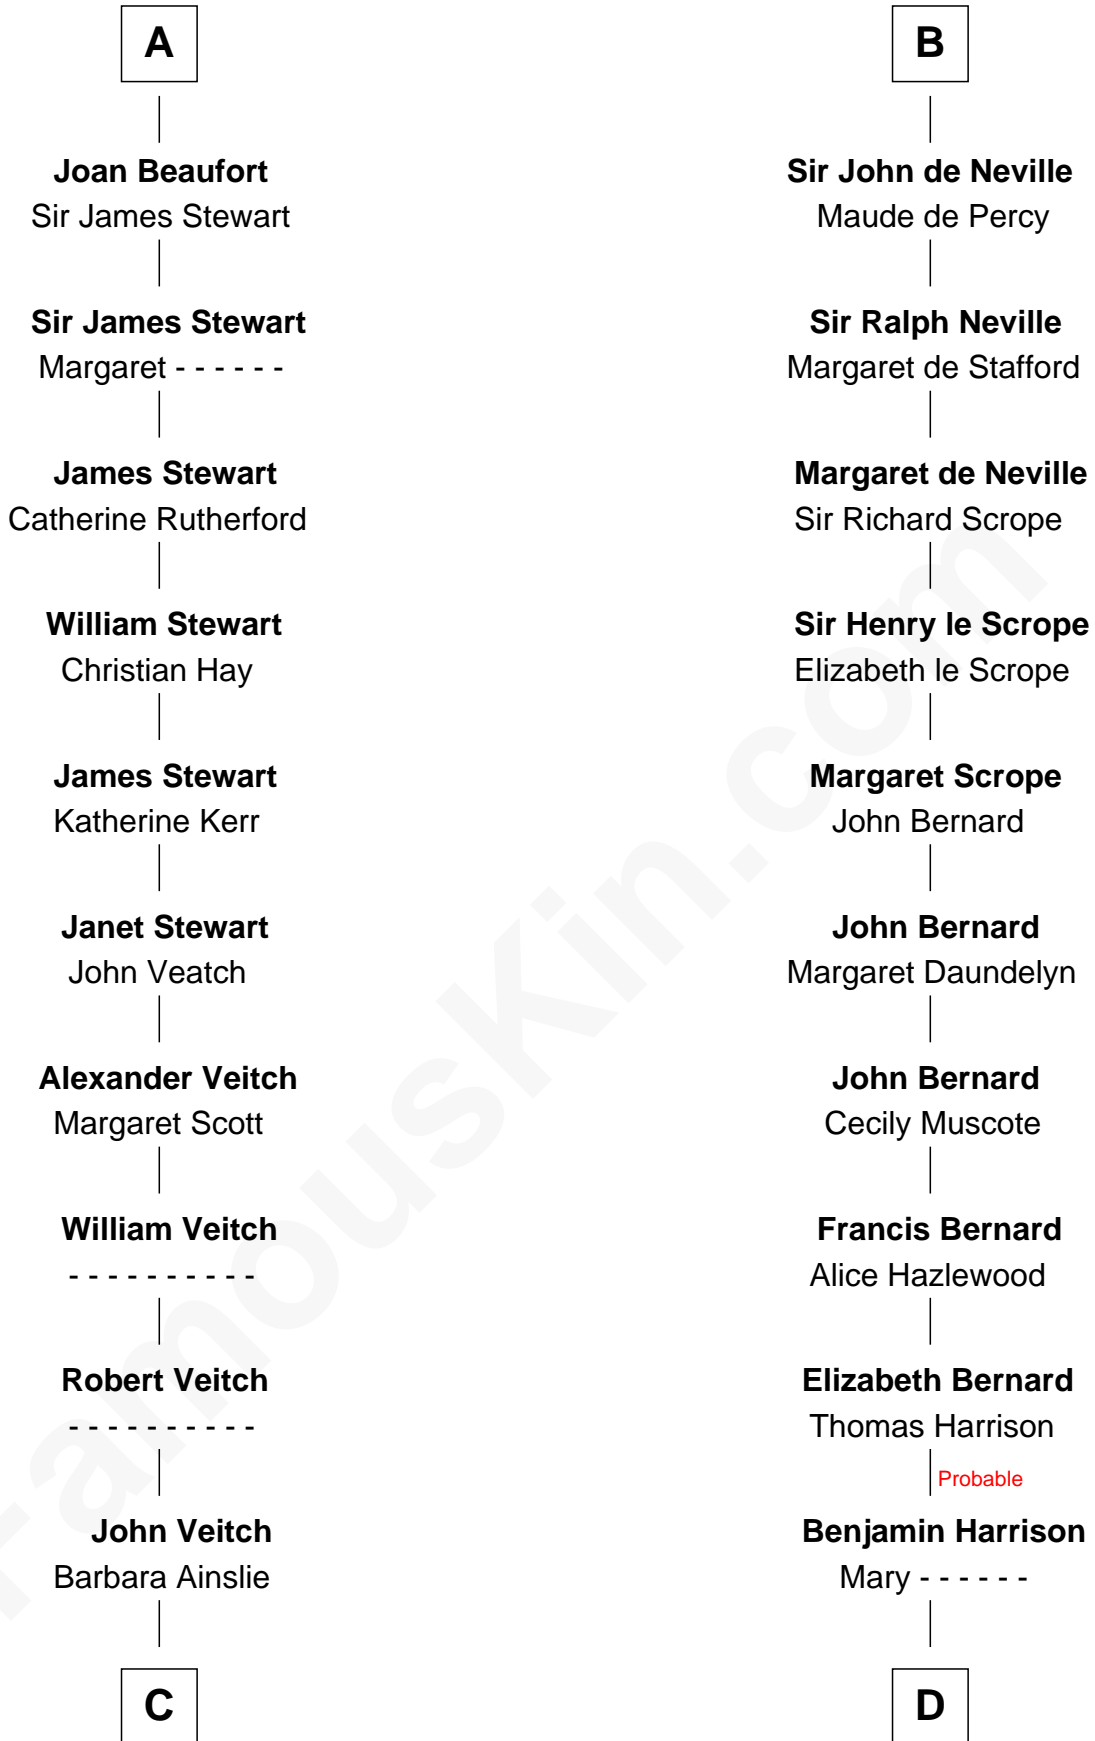 A
Joan Beaufort
Sir James Stewart
Sir James Stewart
Margaret - - - - - -
James Stewart
Catherine Rutherford
William Stewart
Christian Hay
James Stewart
Katherine Kerr
Janet Stewart
John Veatch
Alexander Veitch
Margaret Scott
William Veitch
- - - - - - - - - -
Robert Veitch
- - - - - - - - - -
John Veitch
Barbara Ainslie
C
B
Sir John de Neville
Maude de Percy
Sir Ralph Neville
Margaret de Stafford
Margaret de Neville
Sir Richard Scrope
Sir Henry le Scrope
Elizabeth le Scrope
Margaret Scrope
John Bernard
John Bernard
Margaret Daundelyn
John Bernard
Cecily Muscote
Francis Bernard
Alice Hazlewood
Elizabeth Bernard
Thomas Harrison
Probable
Benjamin Harrison
Mary - - - - - -
D
FamousKin.com